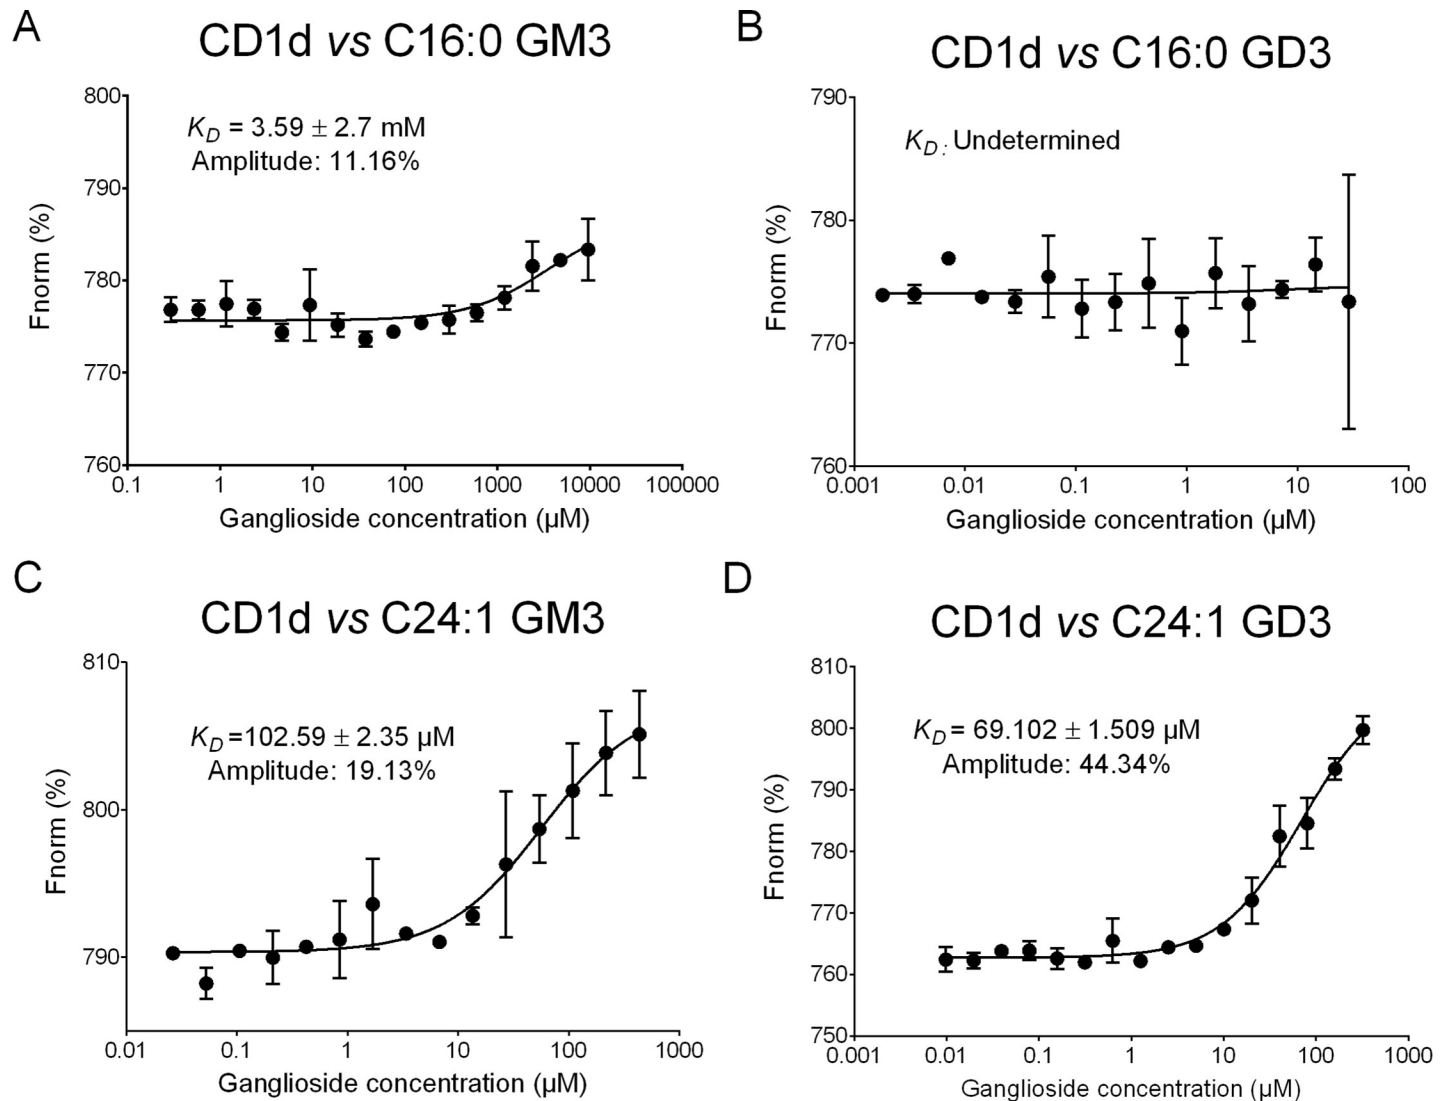 A
CD1d vs C16:0 GM3
K_D = 3.59 ± 2.7 mM
Amplitude: 11.16%
Fnorm (%)
800
790
780
770
760
0.1 1 10 100 1000 10000 100000
Ganglioside concentration (µM)
B
CD1d vs C16:0 GD3
K_D: Undetermined
Fnorm (%)
790
780
770
760
0.001 0.01 0.1 1 10 100
Ganglioside concentration (µM)
C
CD1d vs C24:1 GM3
K_D =102.59 ± 2.35 µM
Amplitude: 19.13%
Fnorm (%)
810
800
790
0.01 0.1 1 10 100 1000
Ganglioside concentration (µM)
D
CD1d vs C24:1 GD3
K_D = 69.102 ± 1.509 µM
Amplitude: 44.34%
Fnorm (%)
810
800
790
780
770
760
750
0.001 0.01 0.1 1 10 100 1000
Ganglioside concentration (µM)